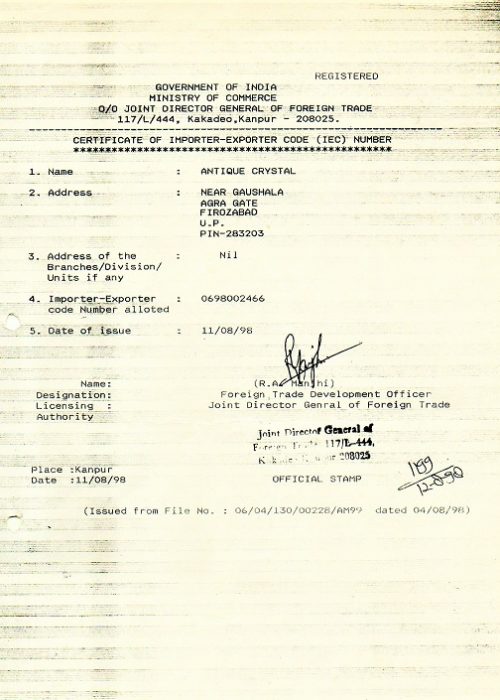 REGISTERED
GOVERNMENT OF INDIA
MINISTRY OF COMMERCE
O/O JOINT DIRECTOR GENERAL OF FOREIGN TRADE
117/L/444, Kakadeo,Kanpur - 208025.
CERTIFICATE OF IMPORTER-EXPORTER CODE (IEC) NUMBER
1. Name : ANTIQUE CRYSTAL
2. Address : NEAR GAUSHALA
AGRA GATE
FIROZABAD
U.P.
PIN-283203
3. Address of the : Nil
Branches/Division/
Units if any
4. Importer-Exporter : 0698002466
code Number alloted
5. Date of issue : 11/08/98
Name: (R.A. Manjhi)
Designation: Foreign Trade Development Officer
Licensing : Joint Director Genral of Foreign Trade
Authority
Joint Director General of
Foreign Trade 117/L-444,
208025
Place :Kanpur
Date :11/08/98 OFFICIAL STAMP
(Issued from File No. : 06/04/130/00228/AM99 dated 04/08/98)